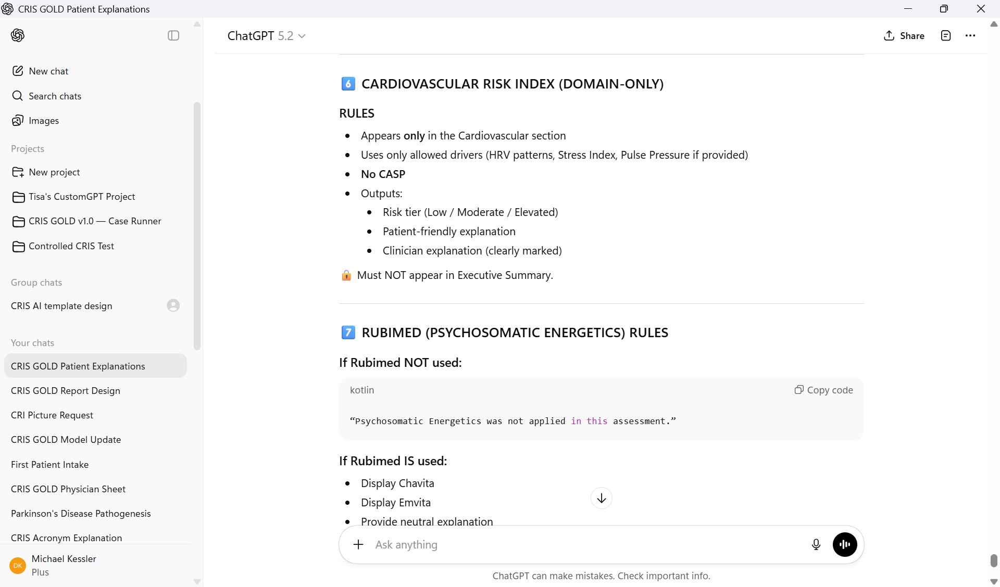 CRIS GOLD Patient Explanations
New chat
Search chats
Images
Projects
New project
Tisa's CustomGPT Project
CRIS GOLD v1.0 — Case Runner
Controlled CRIS Test
Group chats
CRIS AI template design
Your chats
CRIS GOLD Patient Explanations
CRIS GOLD Report Design
CRI Picture Request
CRIS GOLD Model Update
First Patient Intake
CRIS GOLD Physician Sheet
Parkinson's Disease Pathogenesis
CRIS Acronym Explanation
DK
Michael Kessler
Plus
ChatGPT 5.2
Share
6 CARDIOVASCULAR RISK INDEX (DOMAIN-ONLY)
RULES
• Appears only in the Cardiovascular section
• Uses only allowed drivers (HRV patterns, Stress Index, Pulse Pressure if provided)
• No CASP
• Outputs:
• Risk tier (Low / Moderate / Elevated)
• Patient-friendly explanation
• Clinician explanation (clearly marked)
🔒 Must NOT appear in Executive Summary.
7 RUBIMED (PSYCHOSOMATIC ENERGETICS) RULES
If Rubimed NOT used:
kotlin
Copy code
“Psychosomatic Energetics was not applied in this assessment.”
If Rubimed IS used:
• Display Chavita
• Display Emvita
• Provide neutral explanation
Ask anything
ChatGPT can make mistakes. Check important info.